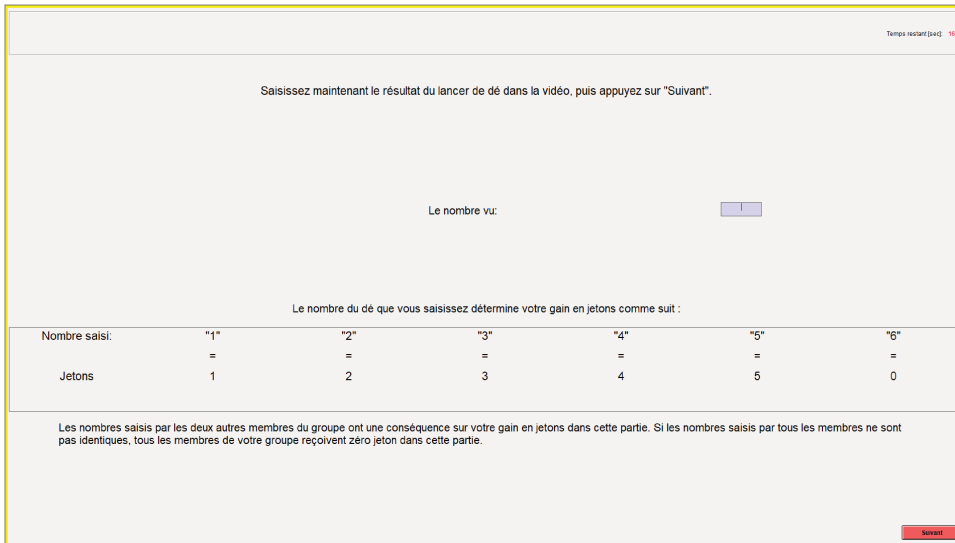 Temps restant [sec]: 16
Saisissez maintenant le résultat du lancer de dé dans la vidéo, puis appuyez sur "Suivant".
Le nombre vu:
Le nombre du dé que vous saisissez détermine votre gain en jetons comme suit :
Nombre saisi: "1" "2" "3" "4" "5" "6"
= = = = = =
Jetons 1 2 3 4 5 0
Les nombres saisis par les deux autres membres du groupe ont une conséquence sur votre gain en jetons dans cette partie. Si les nombres saisis par tous les membres ne sont
pas identiques, tous les membres de votre groupe reçoivent zéro jeton dans cette partie.
Suivant